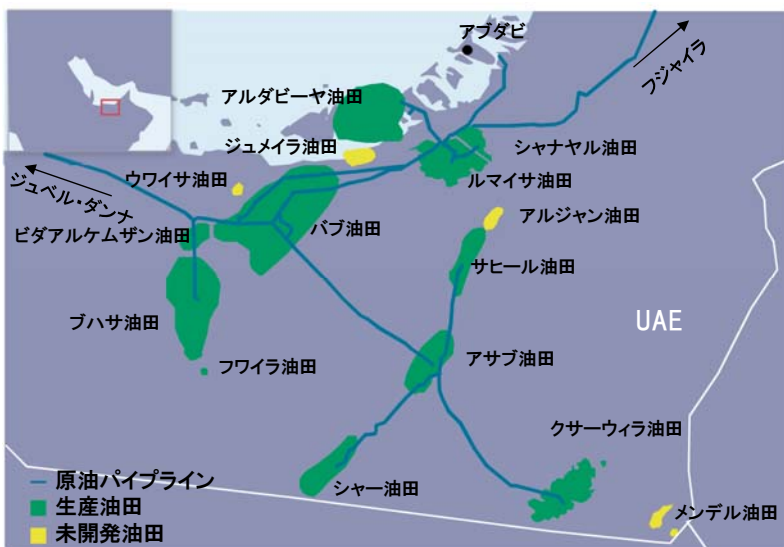 アブダビ
フジャイラ
アルダビーヤ油田
ジュメイラ油田
シャナヤル油田
ルマイサ油田
ウワイサ油田
ジュベル・ダンナ
アルジャン油田
バブ油田
ビダアルケムザン油田
サヒール油田
UAE
ブハサ油田
アサブ油田
フワイラ油田
クサーウィラ油田
原油パイプライン
シャー油田
生産油田
メンデル油田
未開発油田